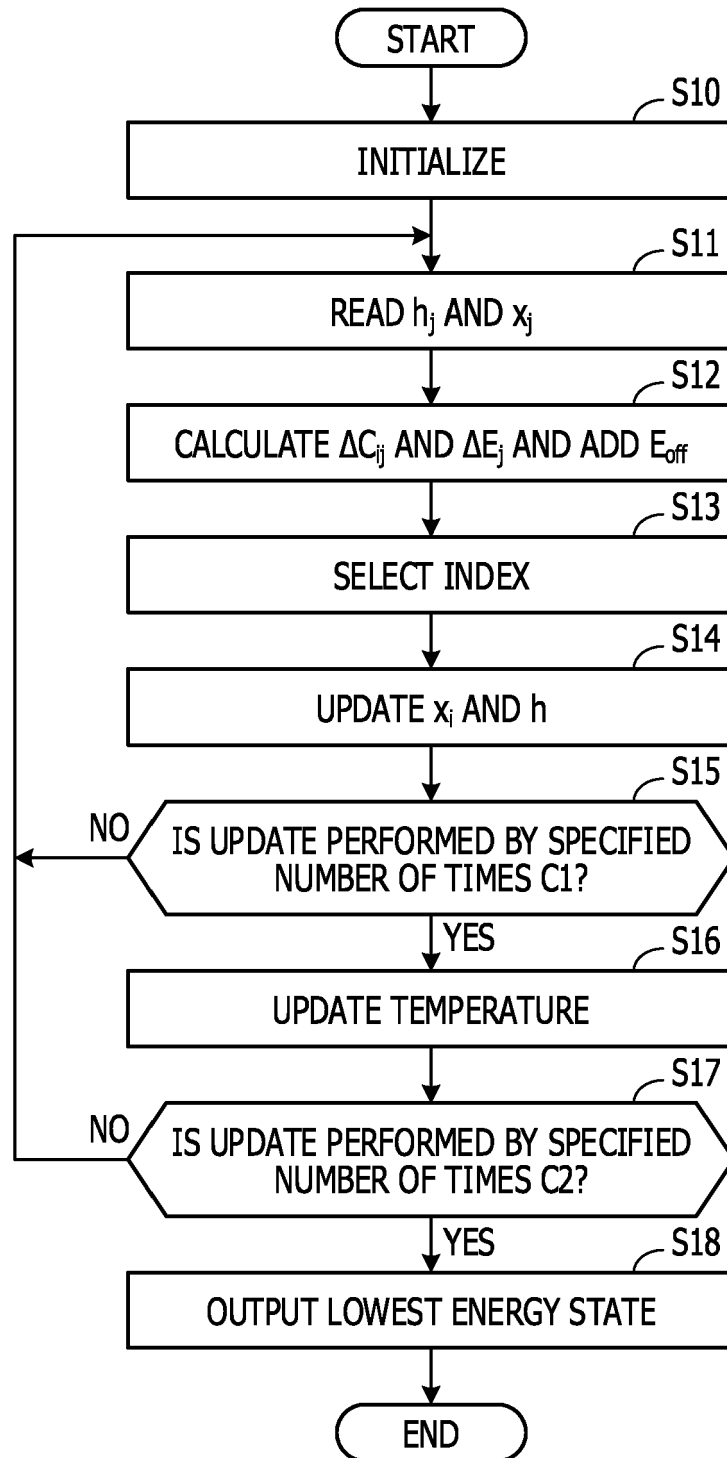 START
S10
INITIALIZE
S11
READ hj AND xj
S12
CALCULATE ΔCij AND ΔEj AND ADD Eoff
S13
SELECT INDEX
S14
UPDATE xi AND h
S15
IS UPDATE PERFORMED BY SPECIFIED
NUMBER OF TIMES C1?
NO
YES
S16
UPDATE TEMPERATURE
S17
IS UPDATE PERFORMED BY SPECIFIED
NUMBER OF TIMES C2?
NO
YES
S18
OUTPUT LOWEST ENERGY STATE
END